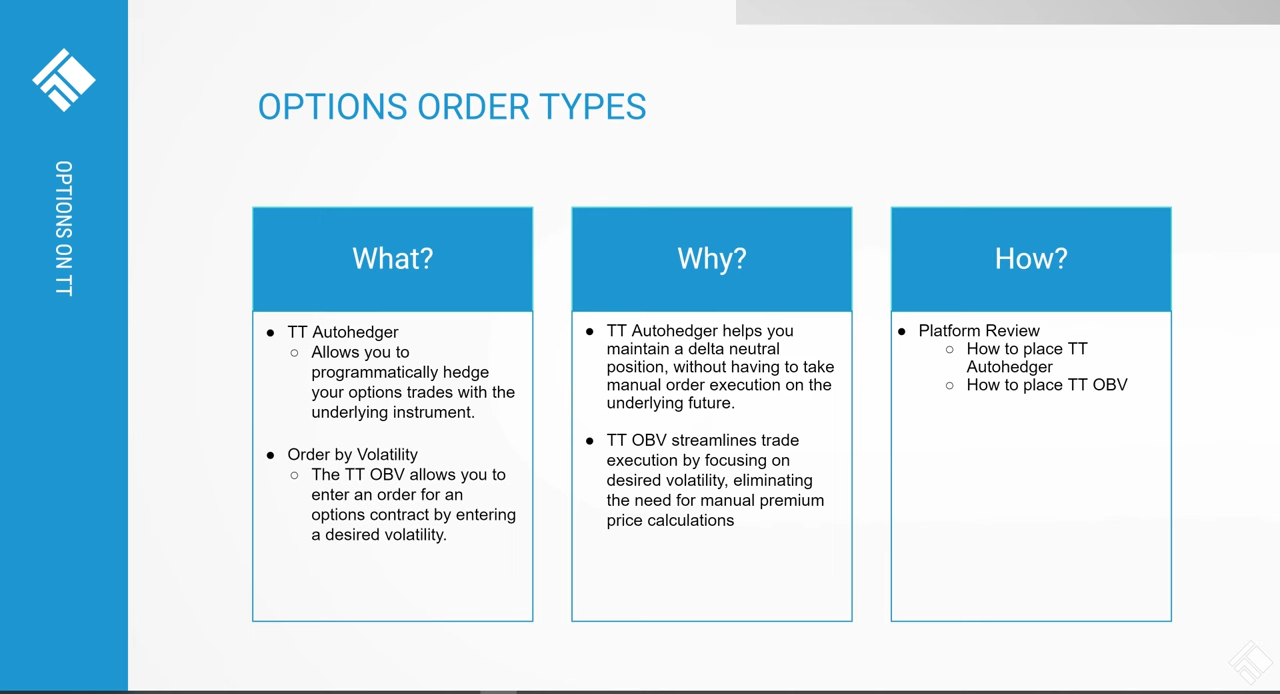 OPTIONS ON TT
OPTIONS ORDER TYPES
What?
● TT Autohedger
○ Allows you to
programmatically hedge
your options trades with the
underlying instrument.
● Order by Volatility
○ The TT OBV allows you to
enter an order for an
options contract by entering
a desired volatility.
Why?
● TT Autohedger helps you
maintain a delta neutral
position, without having to take
manual order execution on the
underlying future.
● TT OBV streamlines trade
execution by focusing on
desired volatility, eliminating
the need for manual premium
price calculations
How?
● Platform Review
○ How to place TT
Autohedger
○ How to place TT OBV